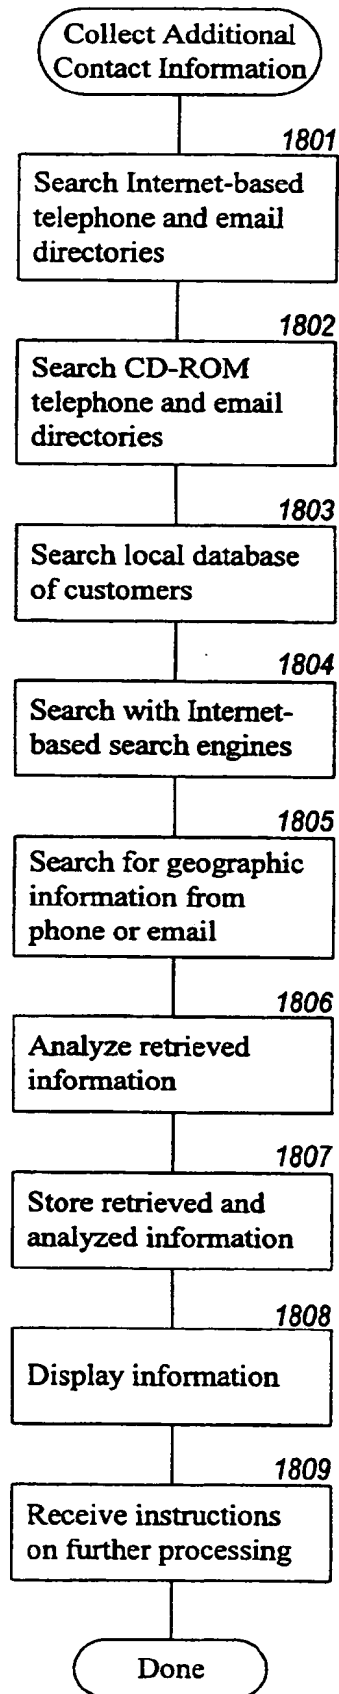 Collect Additional
Contact Information
1801
Search Internet-based
telephone and email
directories
1802
Search CD-ROM
telephone and email
directories
1803
Search local database
of customers
1804
Search with Internet-
based search engines
1805
Search for geographic
information from
phone or email
1806
Analyze retrieved
information
1807
Store retrieved and
analyzed information
1808
Display information
1809
Receive instructions
on further processing
Done